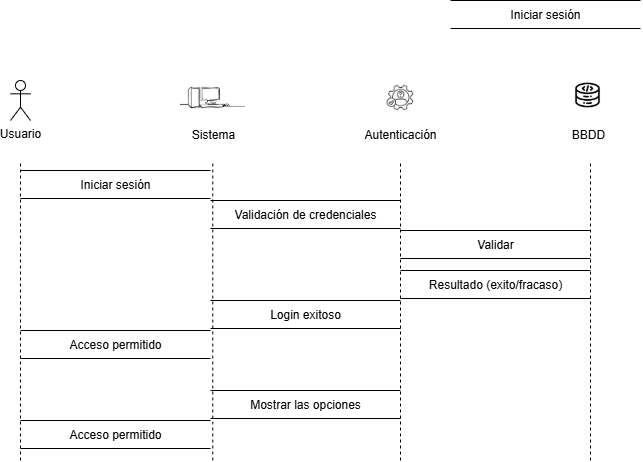 Iniciar sesión
Usuario
Sistema
Autenticación
BBDD
Iniciar sesión
Validación de credenciales
Validar
Resultado (exito/fracaso)
Login exitoso
Acceso permitido
Mostrar las opciones
Acceso permitido